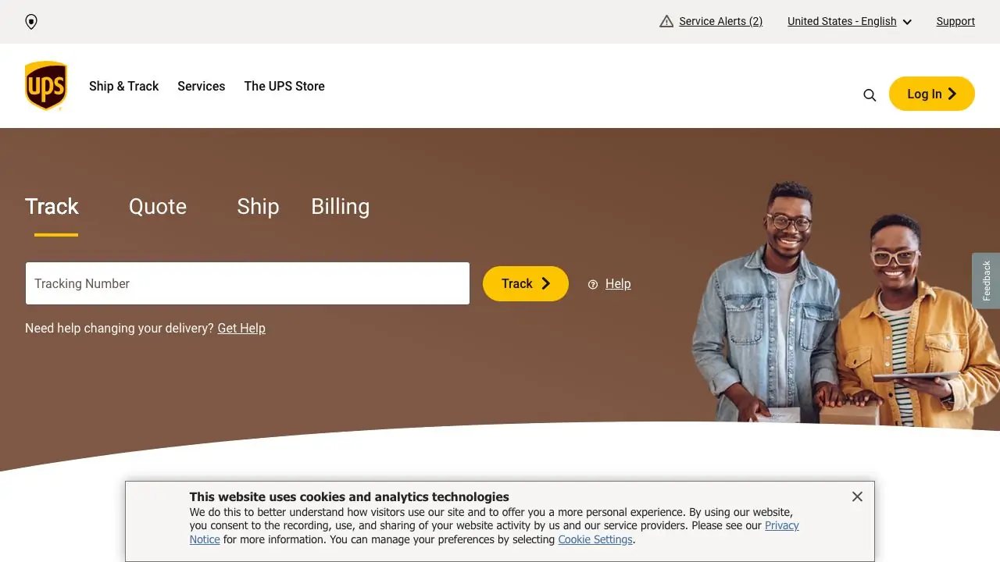 Service Alerts (2)
United States - English
Support
ups
Ship & Track
Services
The UPS Store
Log In
Track
Quote
Ship
Billing
Tracking Number
Track
Help
Need help changing your delivery? Get Help
Feedback
This website uses cookies and analytics technologies
We do this to better understand how visitors use our site and to offer you a more personal experience. By using our website,
you consent to the recording, use, and sharing of your website activity by us and our service providers. Please see our Privacy
Notice for more information. You can manage your preferences by selecting Cookie Settings.